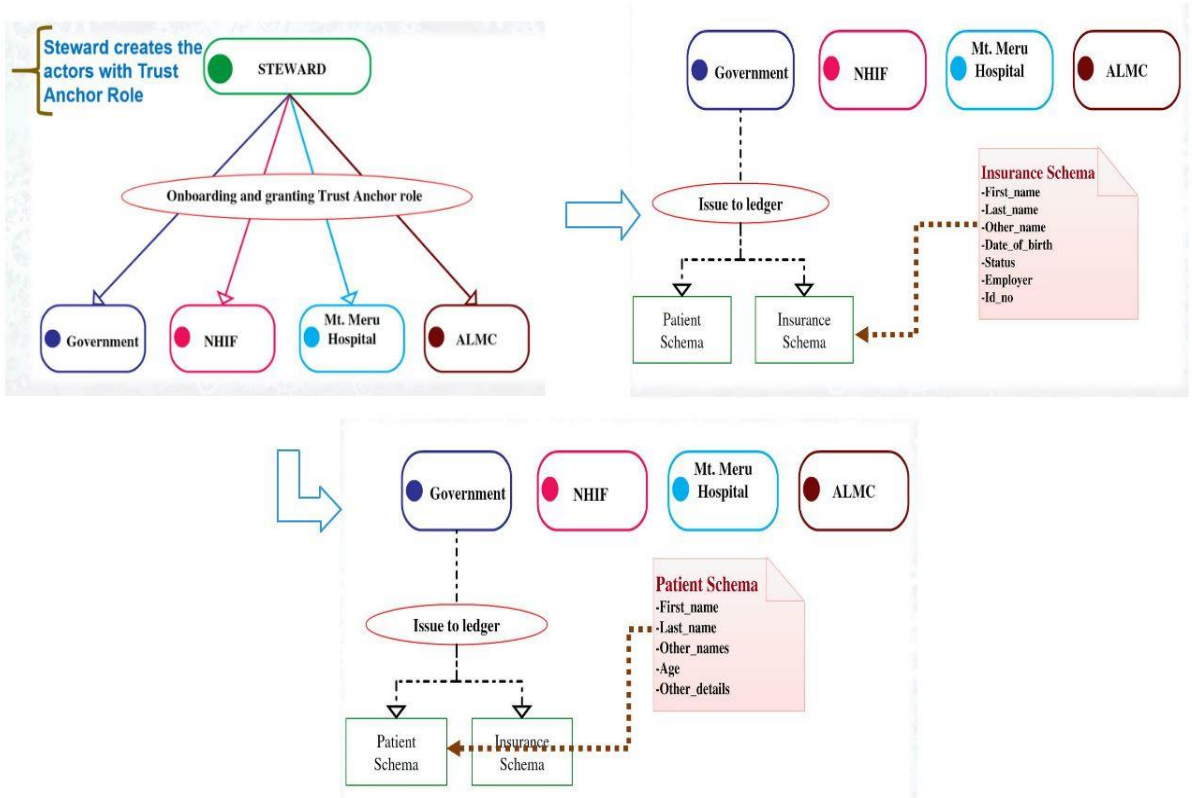 Steward creates the
actors with Trust
Anchor Role
STEWARD
Onboarding and granting Trust Anchor role
Government
NHIF
Mt. Meru
Hospital
ALMC
Government
NHIF
Mt. Meru
Hospital
ALMC
Issue to ledger
Insurance Schema
-First_name
-Last_name
-Other_name
-Date_of_birth
-Status
-Employer
-Id_no
Patient
Schema
Insurance
Schema
Government
NHIF
Mt. Meru
Hospital
ALMC
Issue to ledger
Patient Schema
-First_name
-Last_name
-Other_names
-Age
-Other_details
Patient
Schema
Insurance
Schema